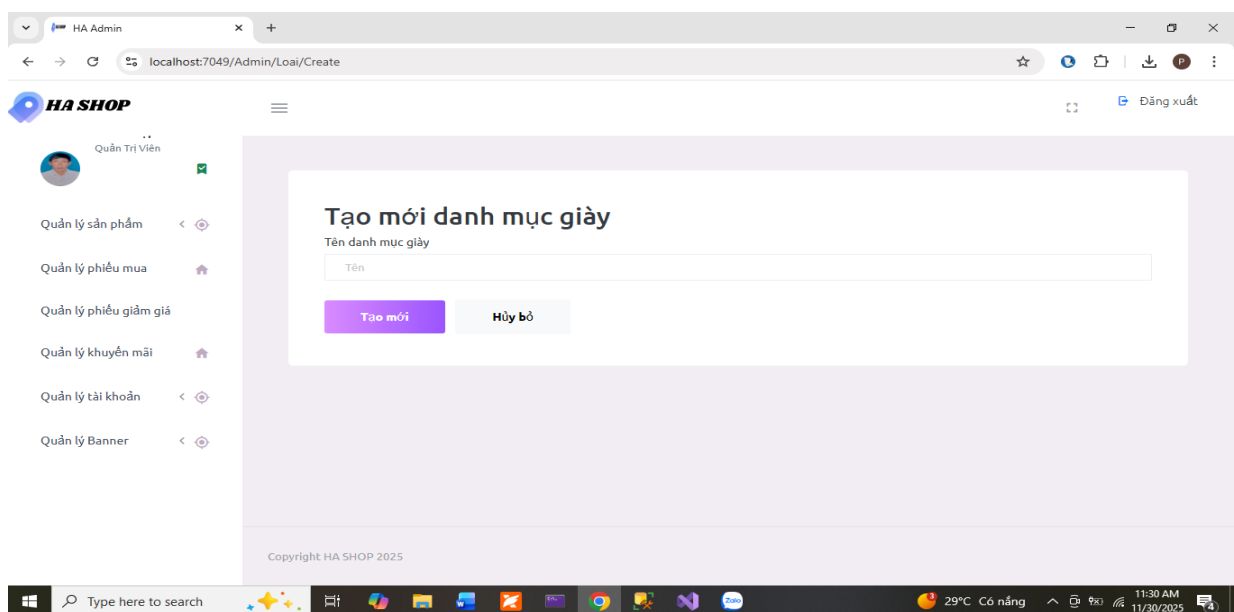 HA Admin
localhost:7049/Admin/Loai/Create
P
HA SHOP
Đăng xuất
Quản Trị Viên
Quản lý sản phẩm
Quản lý phiếu mua
Quản lý phiếu giảm giá
Quản lý khuyến mãi
Quản lý tài khoản
Quản lý Banner
Tạo mới danh mục giày
Tên danh mục giày
Tên
Tạo mới
Hủy bỏ
Copyright HA SHOP 2025
Type here to search
Zalo
29°C Có nắng
11:30 AM
11/30/2025
4